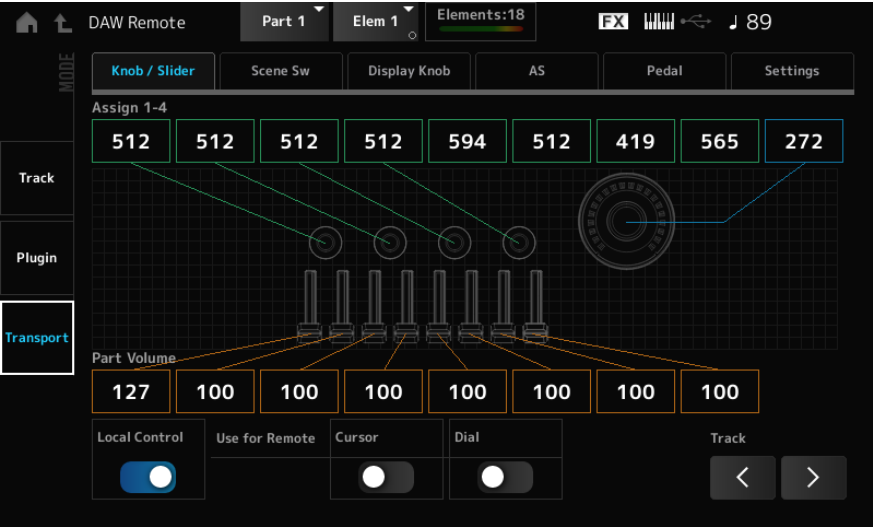 DAW Remote Part 1 Elem 1 Elements:18 FX ♩ 89
MODE
Knob / Slider Scene Sw Display Knob AS Pedal Settings
Assign 1-4
512 512 512 512 594 512 419 565 272
Track
Plugin
Transport
Part Volume
127 100 100 100 100 100 100 100
Local Control Use for Remote Cursor Dial Track